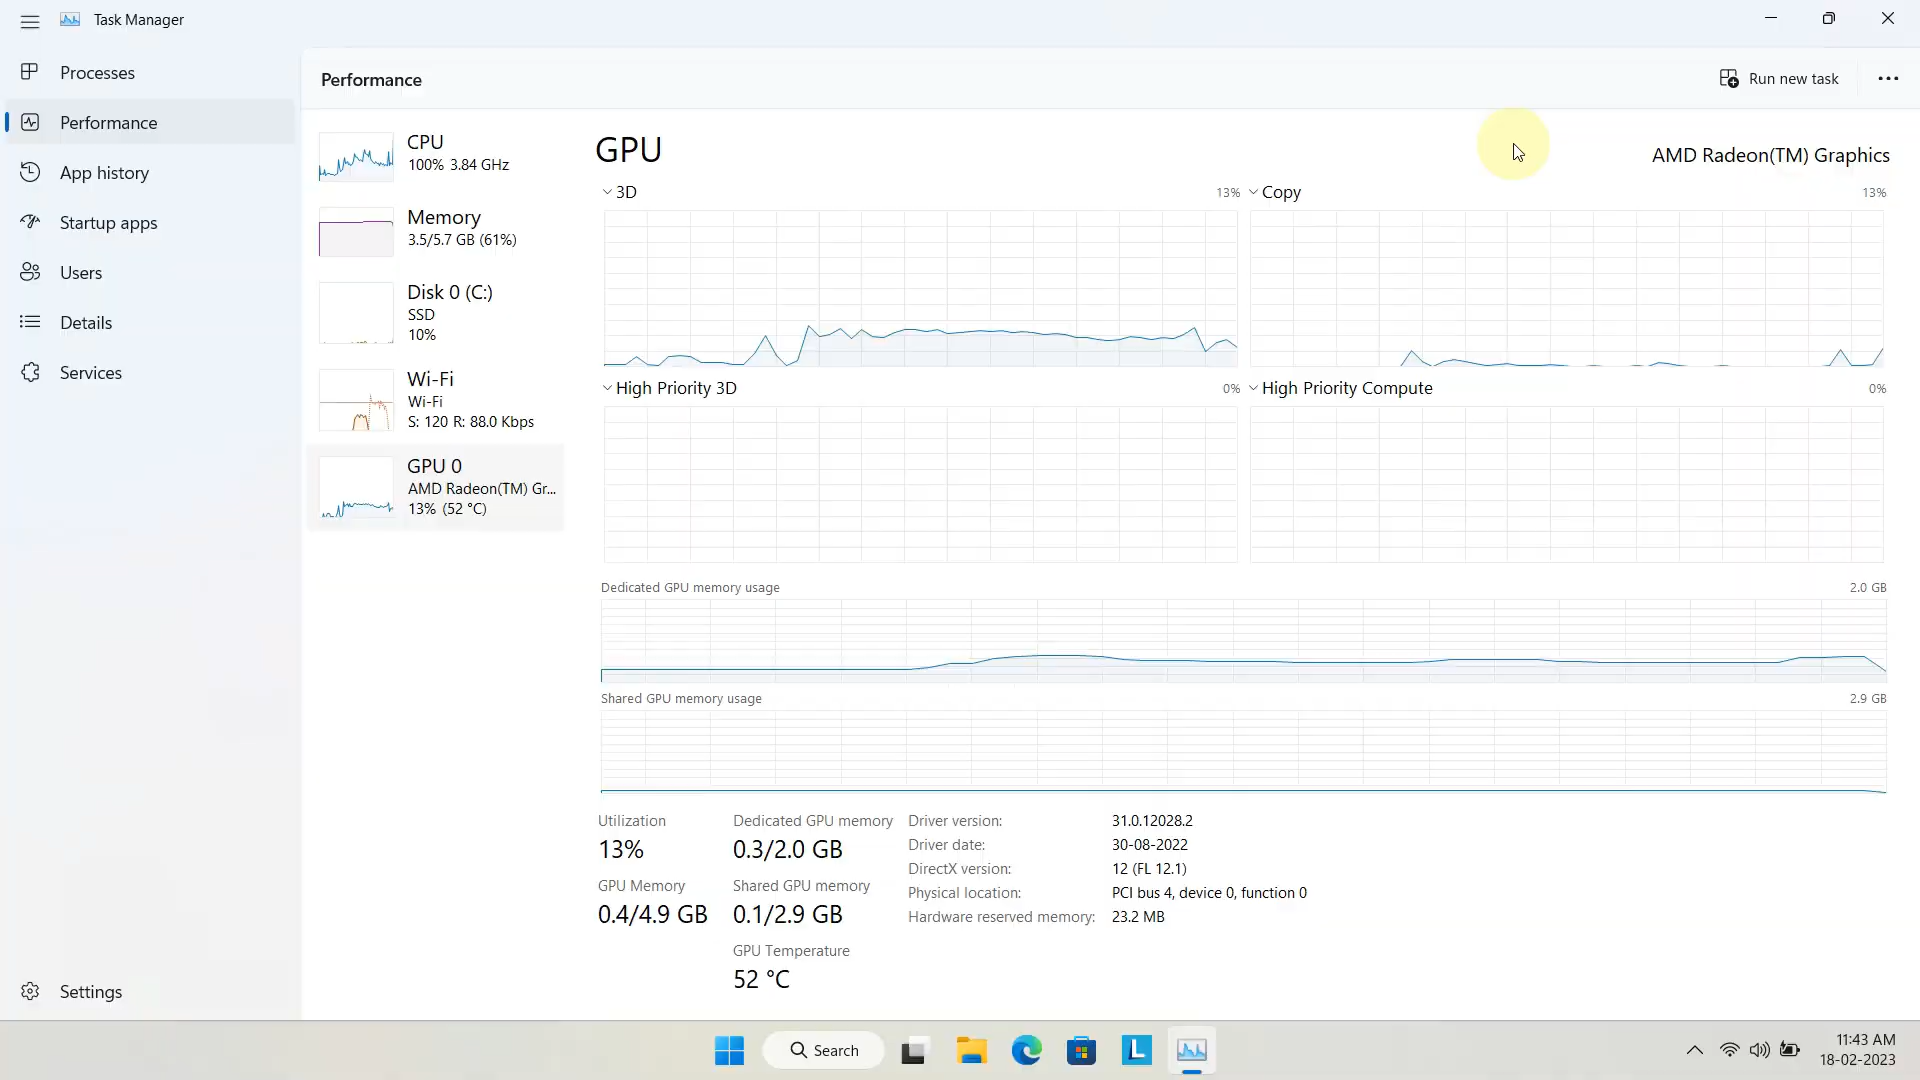 Task Manager
Processes
Performance
App history
Startup apps
Users
Details
Services
Settings
Performance
Run new task
CPU
100% 3.84 GHz
Memory
3.5/5.7 GB (61%)
Disk 0 (C:)
SSD
10%
Wi-Fi
Wi-Fi
S: 120 R: 88.0 Kbps
GPU 0
AMD Radeon(TM) Gr...
13% (52 °C)
GPU
AMD Radeon(TM) Graphics
3D 13%
Copy 13%
High Priority 3D 0%
High Priority Compute 0%
Dedicated GPU memory usage 2.0 GB
Shared GPU memory usage 2.9 GB
Utilization
13%
GPU Memory
0.4/4.9 GB
Dedicated GPU memory
0.3/2.0 GB
Shared GPU memory
0.1/2.9 GB
GPU Temperature
52 °C
Driver version: 31.0.12028.2
Driver date: 30-08-2022
DirectX version: 12 (FL 12.1)
Physical location: PCI bus 4, device 0, function 0
Hardware reserved memory: 23.2 MB
Search
L
11:43 AM
18-02-2023